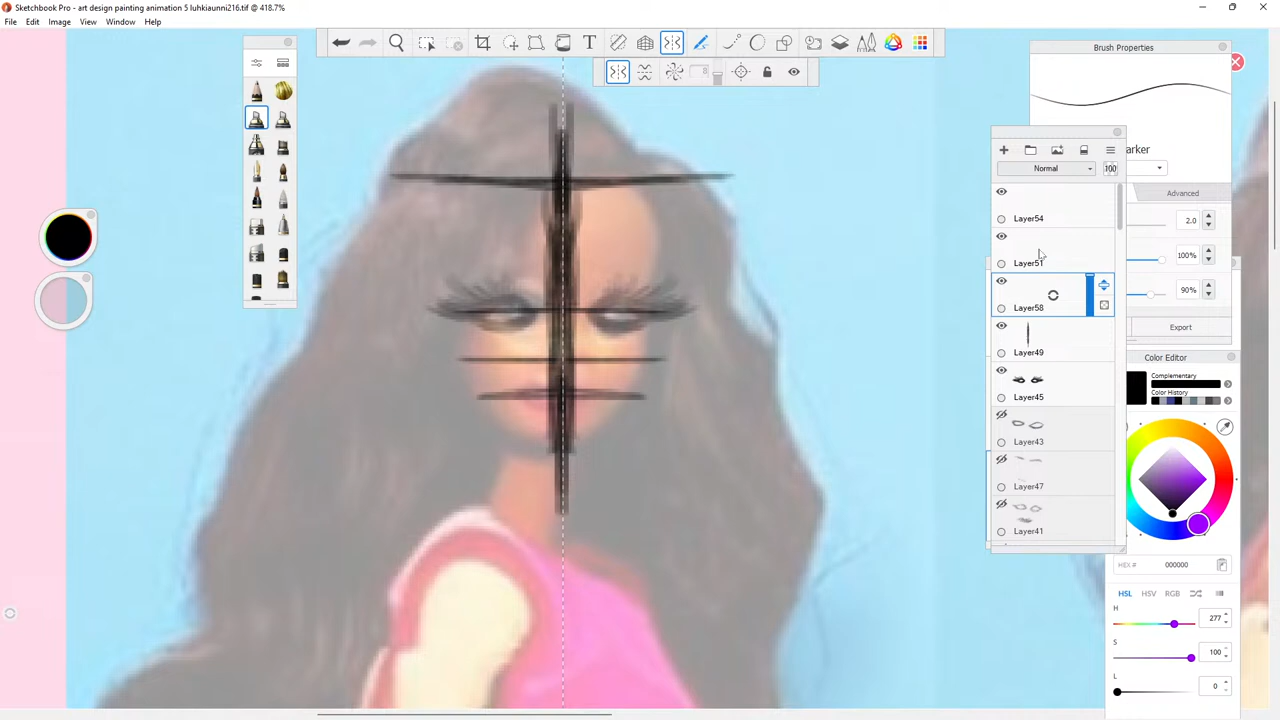 Sketchbook Pro - art design painting animation 5 luhkiaunni216.tif @ 418.7%
File Edit Image View Window Help
Brush Properties
arker
Normal 100
Advanced
Layer54
2.0
Layer51
100%
90%
Layer58
Export
Layer49
Color Editor
Complementary
Layer45
Color History
Layer43
Layer47
Layer41
HEX # 000000
HSL HSV RGB
H
277
S
100
L
0